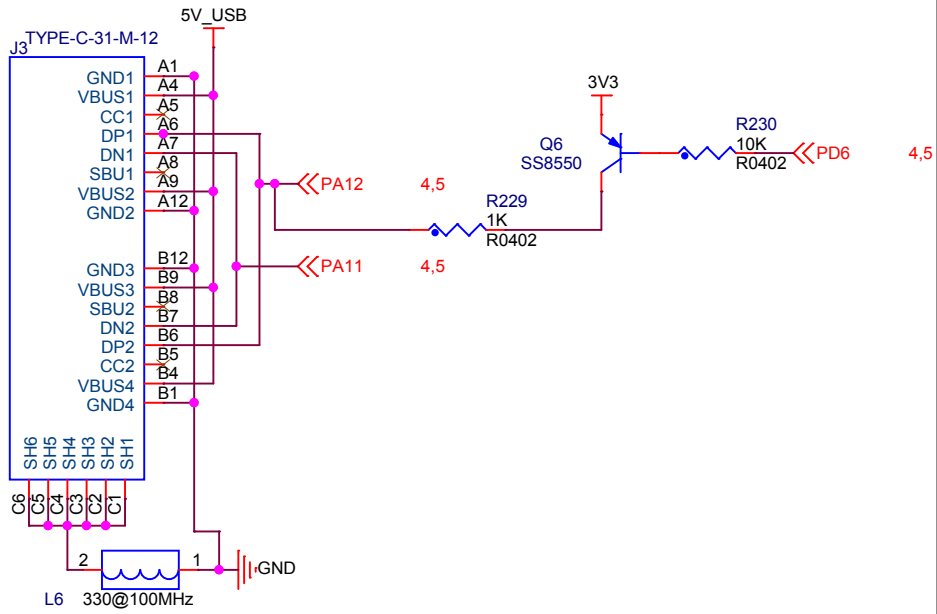 5V_USB
TYPE-C-31-M-12
J3
GND1 A1
VBUS1 A4
CC1 A5
DP1 A6
DN1 A7
SBU1 A8
VBUS2 A9
GND2 A12
GND3 B12
VBUS3 B9
SBU2 B8
DN2 B7
DP2 B6
CC2 B5
VBUS4 B4
GND4 B1
SH6 SH5 SH4 SH3 SH2 SH1
C6 C5 C4 C3 C2 C1
2 1
GND
L6 330@100MHz
PA12 4,5
PA11 4,5
R229
1K
R0402
3V3
Q6
SS8550
R230
10K
R0402
PD6 4,5